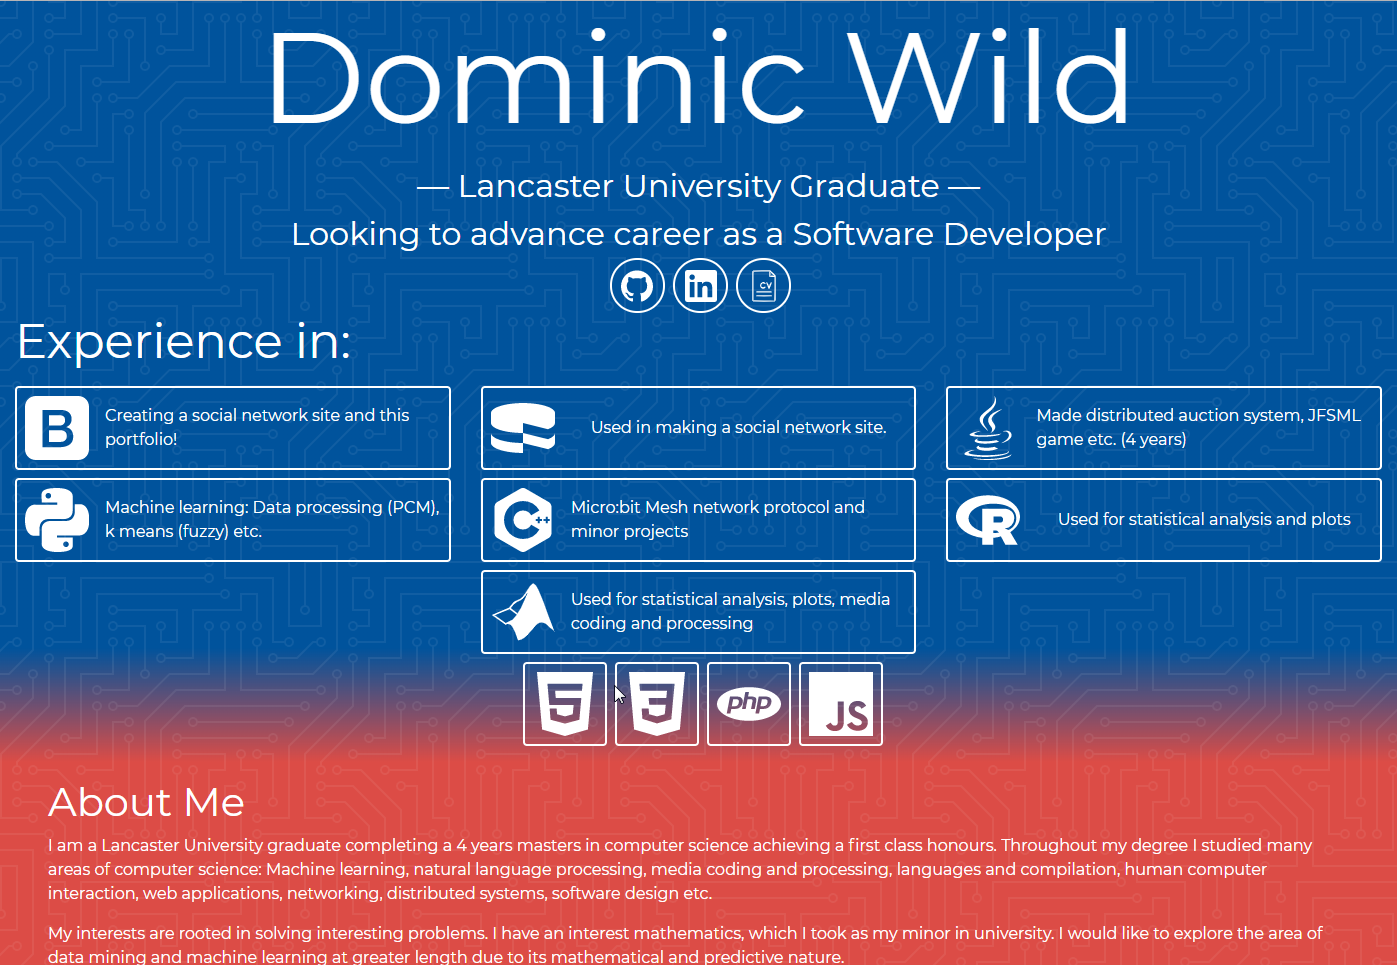 Dominic Wild
— Lancaster University Graduate —
Looking to advance career as a Software Developer
in
CV
Experience in:
B
Creating a social network site and this
portfolio!
Used in making a social network site.
Made distributed auction system, JFSML
game etc. (4 years)
Machine learning: Data processing (PCM),
k means (fuzzy) etc.
C++
Micro:bit Mesh network protocol and
minor projects
R
Used for statistical analysis and plots
Used for statistical analysis, plots, media
coding and processing
5
3
php
JS
About Me
I am a Lancaster University graduate completing a 4 years masters in computer science achieving a first class honours. Throughout my degree I studied many
areas of computer science: Machine learning, natural language processing, media coding and processing, languages and compilation, human computer
interaction, web applications, networking, distributed systems, software design etc.
My interests are rooted in solving interesting problems. I have an interest mathematics, which I took as my minor in university. I would like to explore the area of
data mining and machine learning at greater length due to its mathematical and predictive nature.